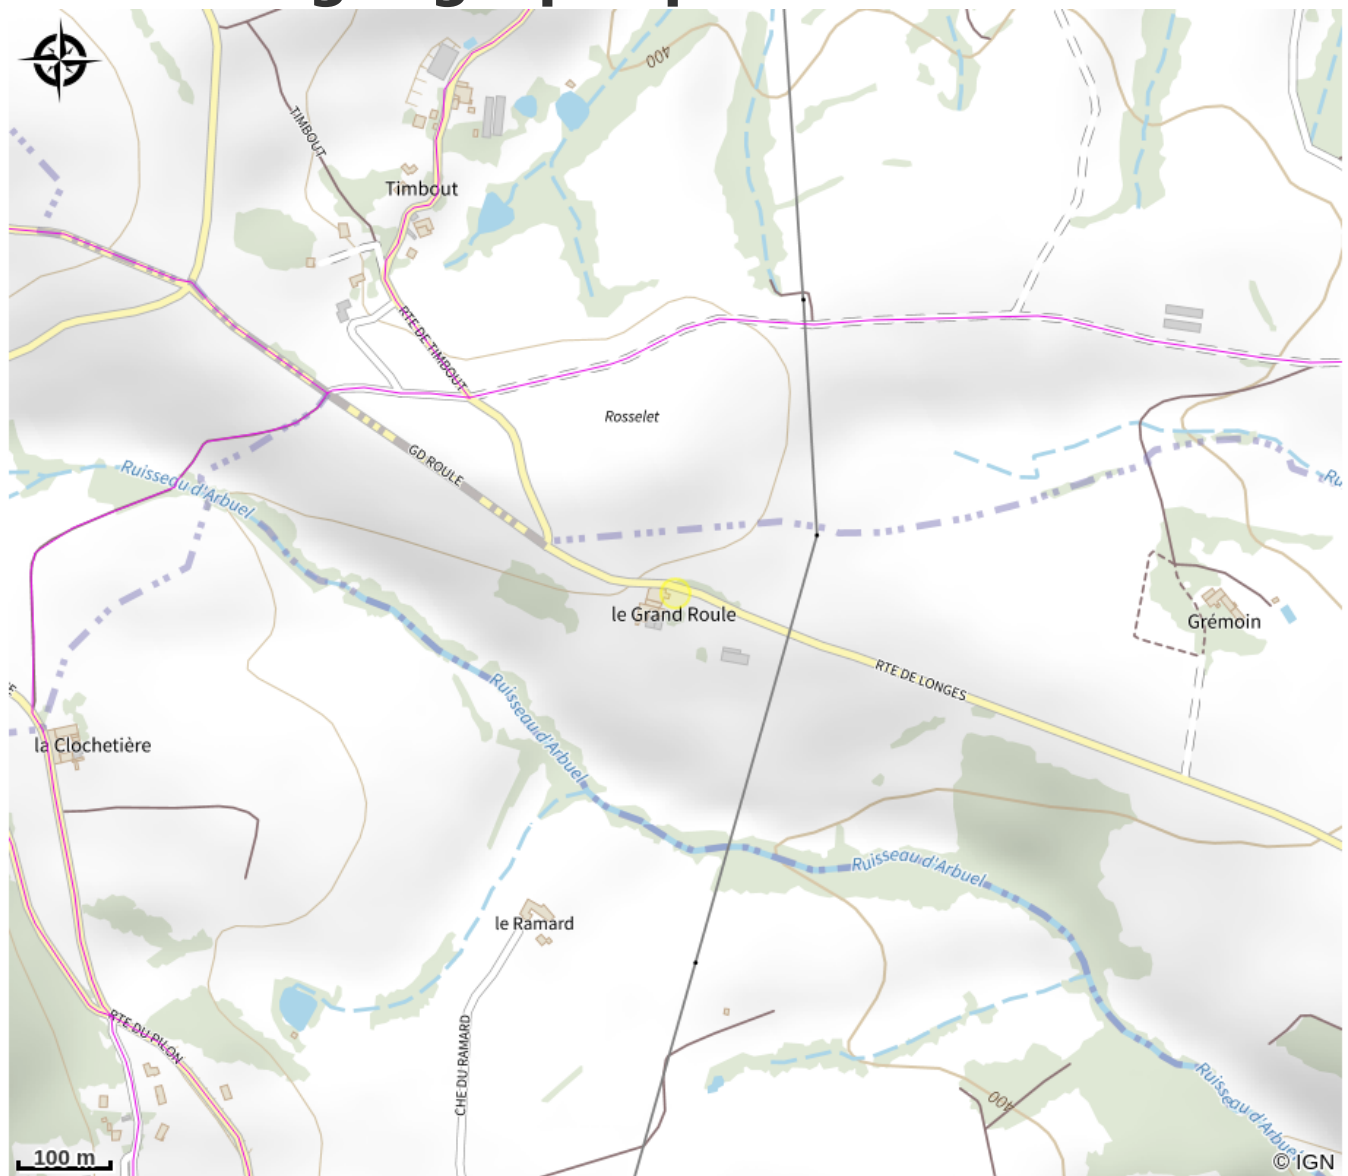 400
TIMBOUT
Timbout
RTE DE TIMBOUT
Rosselet
GD ROULE
Ruisseau d'Arbuel
Ru
le Grand Roule
Grémoin
RTE DE LONGES
Ruisseau d'Arbuel
la Clochetière
Ruisseau d'Arbuel
le Ramard
RTE DU PILON
CHE DU RAMARD
400
Ruisseau d'Arbuel
100 m
© IGN